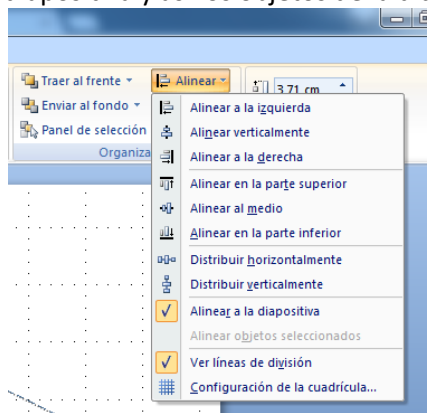 Traer al frente
Alinear
3,71 cm
Enviar al fondo
Panel de selección
Organiza
Alinear a la izquierda
Alinear verticalmente
Alinear a la derecha
Alinear en la parte superior
Alinear al medio
Alinear en la parte inferior
Distribuir horizontalmente
Distribuir verticalmente
Alinear a la diapositiva
Alinear objetos seleccionados
Ver líneas de división
Configuración de la cuadrícula...